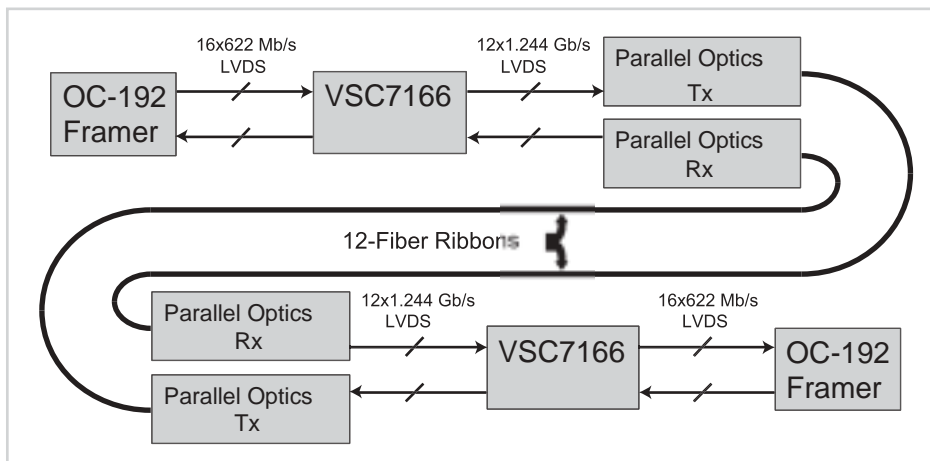 16x622 Mb/s
LVDS
12x1.244 Gb/s
LVDS
OC-192
Framer
VSC7166
Parallel Optics
Tx
Parallel Optics
Rx
12-Fiber Ribbons
Parallel Optics
Rx
12x1.244 Gb/s
LVDS
16x622 Mb/s
LVDS
VSC7166
OC-192
Framer
Parallel Optics
Tx